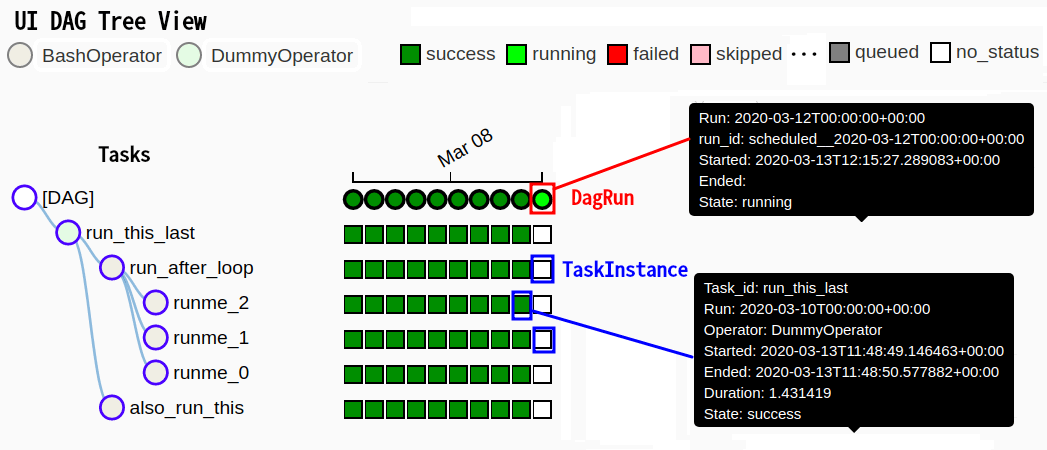 UI DAG Tree View
BashOperator DummyOperator success running failed skipped ... queued no_status
Run: 2020-03-12T00:00:00+00:00
run_id: scheduled__2020-03-12T00:00:00+00:00
Started: 2020-03-13T12:15:27.289083+00:00
Ended:
State: running
Tasks
Mar 08
[DAG]
DagRun
run_this_last
run_after_loop
TaskInstance
runme_2
runme_1
runme_0
also_run_this
Task_id: run_this_last
Run: 2020-03-10T00:00:00+00:00
Operator: DummyOperator
Started: 2020-03-13T11:48:49.146463+00:00
Ended: 2020-03-13T11:48:50.577882+00:00
Duration: 1.431419
State: success